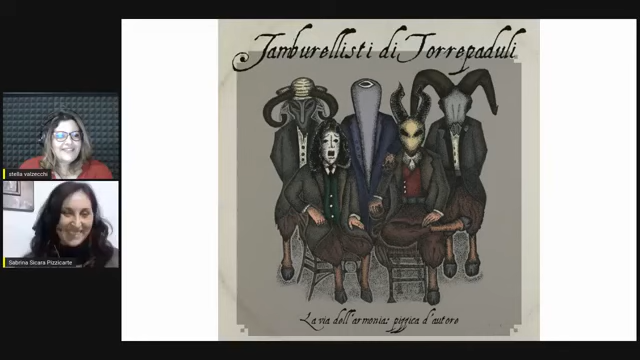 Tamburellisti di Torrepaduli
stella valzecchi
Sabrina Sicara Pizzicarte
La via dell'armonia: pizzica d'autore